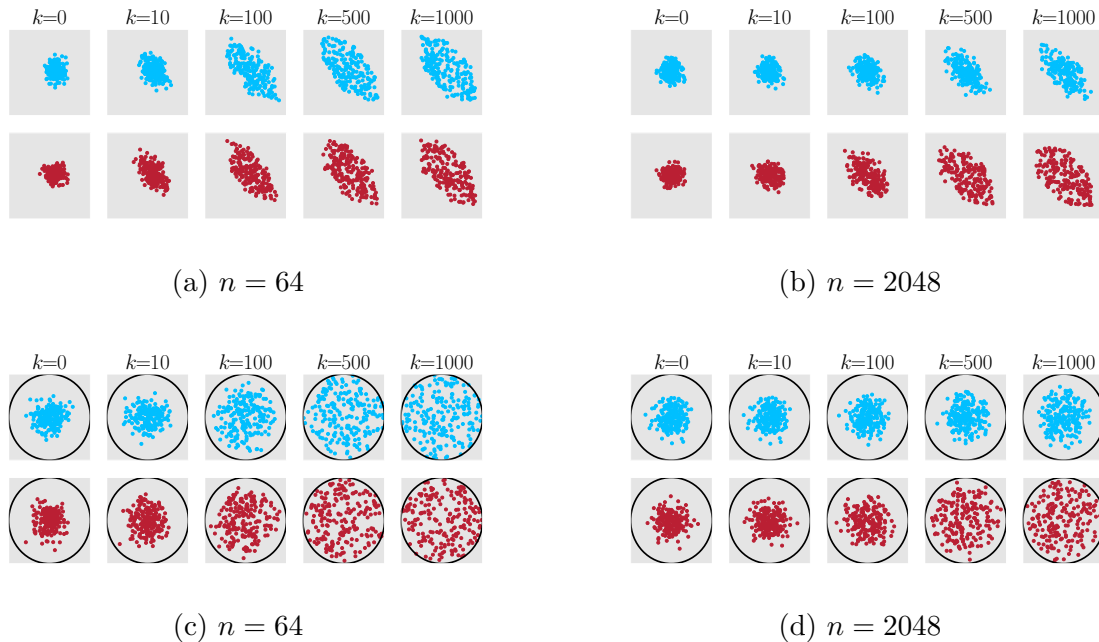 k=0 k=10 k=100 k=500 k=1000
k=0 k=10 k=100 k=500 k=1000
(a) n = 64
(b) n = 2048
k=0 k=10 k=100 k=500 k=1000
k=0 k=10 k=100 k=500 k=1000
(c) n = 64
(d) n = 2048